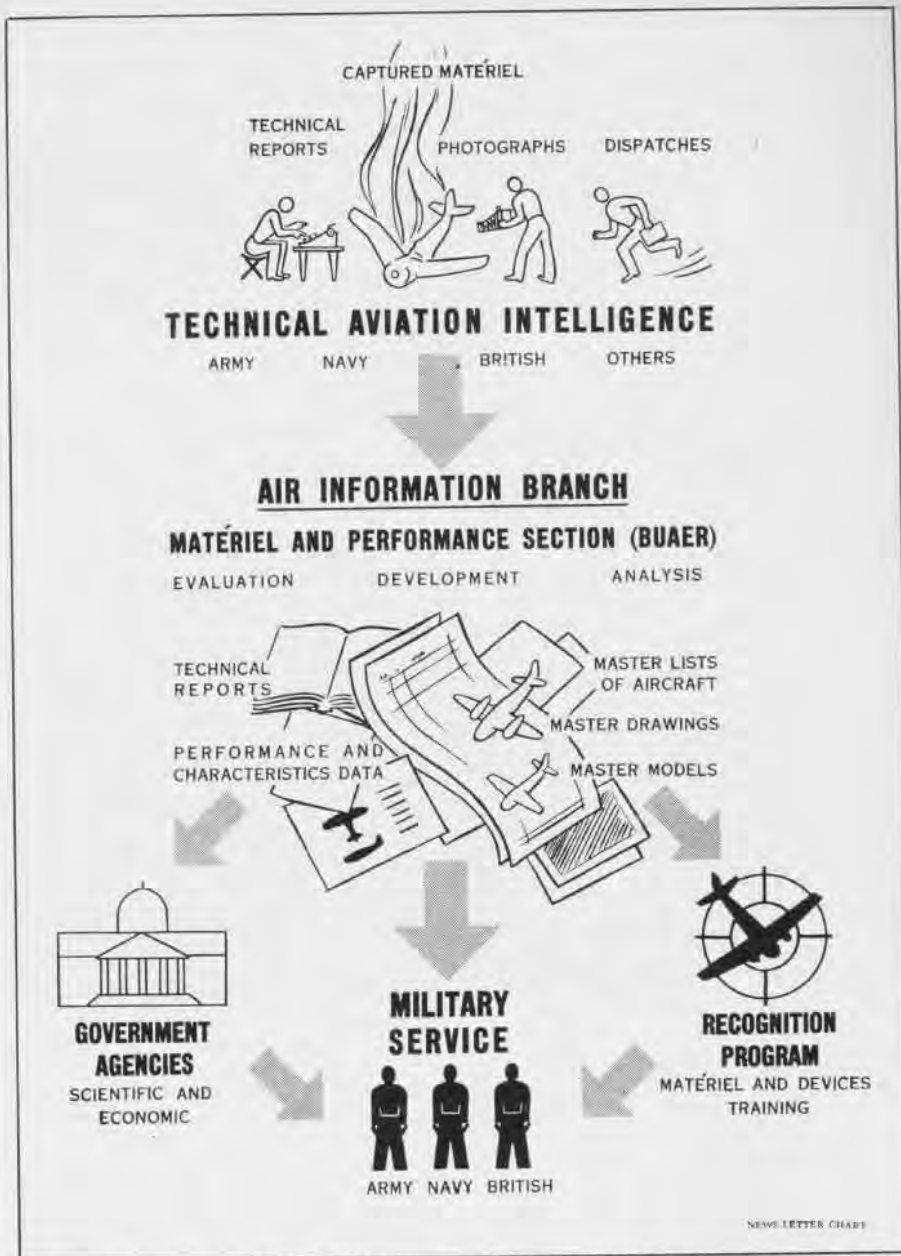 CAPTURED MATÉRIEL
TECHNICAL
REPORTS
PHOTOGRAPHS
DISPATCHES
TECHNICAL AVIATION INTELLIGENCE
ARMY NAVY BRITISH OTHERS
AIR INFORMATION BRANCH
MATÉRIEL AND PERFORMANCE SECTION (BUAER)
EVALUATION DEVELOPMENT ANALYSIS
TECHNICAL
REPORTS
PERFORMANCE AND
CHARACTERISTICS DATA
MASTER LISTS
OF AIRCRAFT
MASTER DRAWINGS
MASTER MODELS
GOVERNMENT
AGENCIES
SCIENTIFIC AND
ECONOMIC
MILITARY
SERVICE
ARMY NAVY BRITISH
RECOGNITION
PROGRAM
MATÉRIEL AND DEVICES
TRAINING
NEWS LETTER CHART